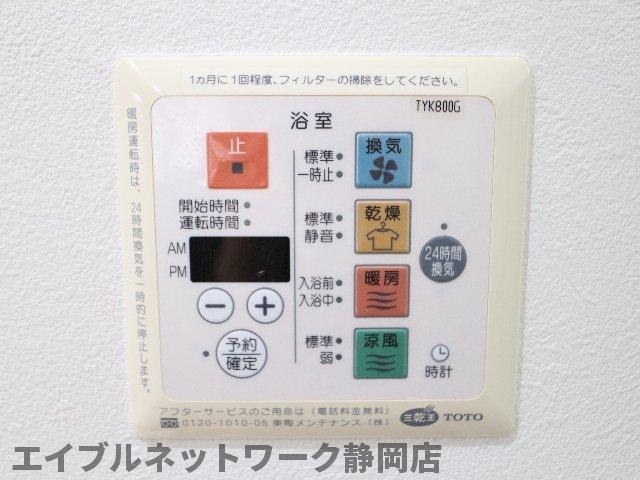 1ヵ月に1回程度、フィルターの掃除をしてください。
TYK800G
浴室
暖房運転時は、24時間換気を一時的に停止します。
止
標準
一時止
換気
開始時間
運転時間
標準
静音
乾燥
AM
PM
24時間
換気
入浴前
入浴中
暖房
予約
確定
標準
弱
涼風
時計
アフターサービスのご用品は（電話料金無料）
0120-1010-05 東陶メンテナンス（株）
三乾王 TOTO
エイブルネットワーク静岡店